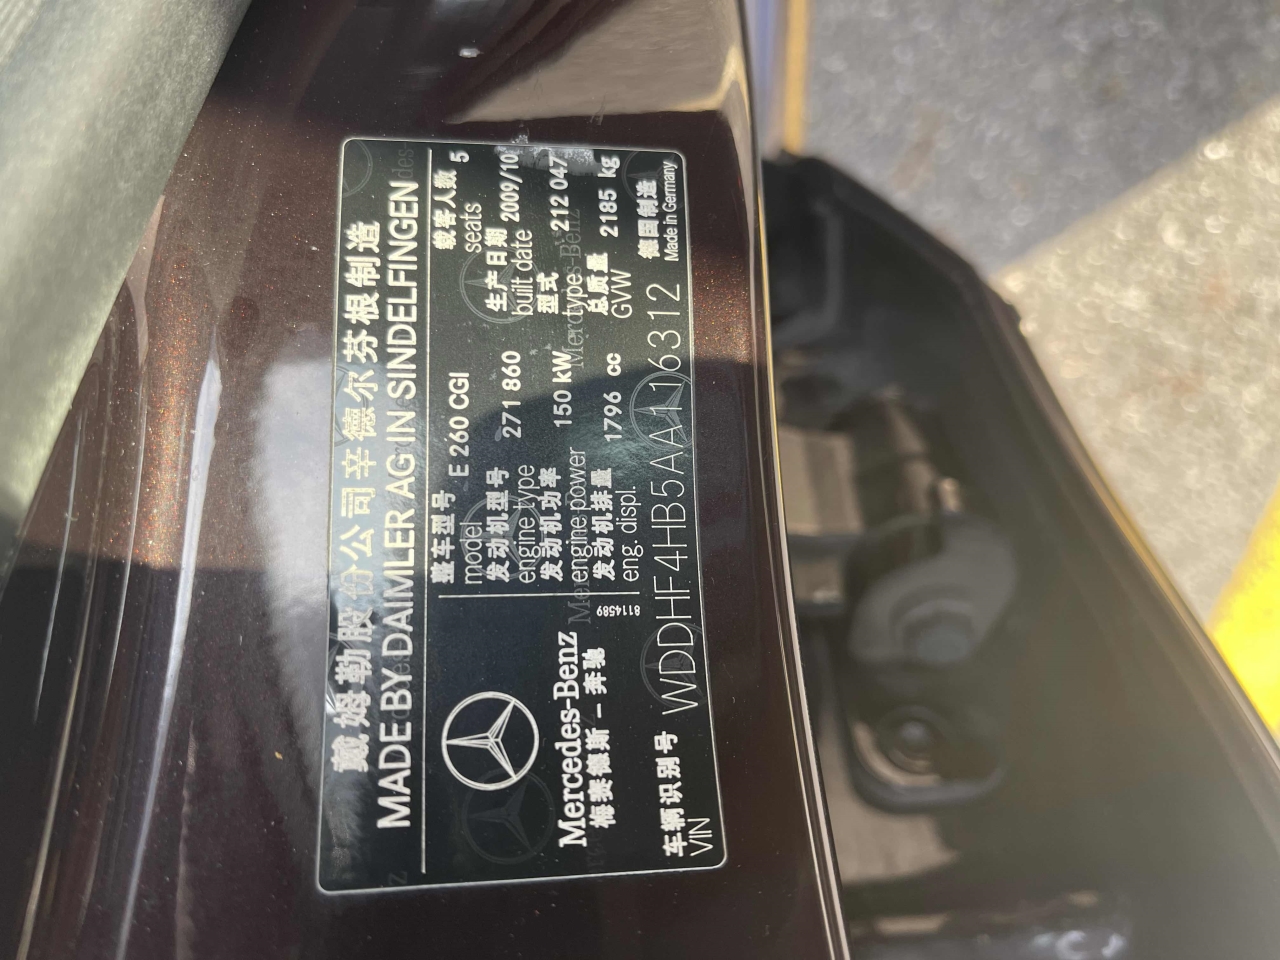 戴姆勒股份公司辛德尔芬根制造
MADE BY DAIMLER AG IN SINDELFINGEN
Mercedes-Benz
梅赛德斯-奔驰
8114589
整车型号 E 260 CGI
model
发动机型号 271 860
engine type
发动机功率 150 kW
engine power
发动机排量 1796 cc
eng. displ.
载客人数 5
seats
生产日期 2009/10
built date
型式 212 047
types
总质量 2185 kg
GVW
车辆识别号 WDDHF4HB5AA116312
VIN
德国制造
Made in Germany